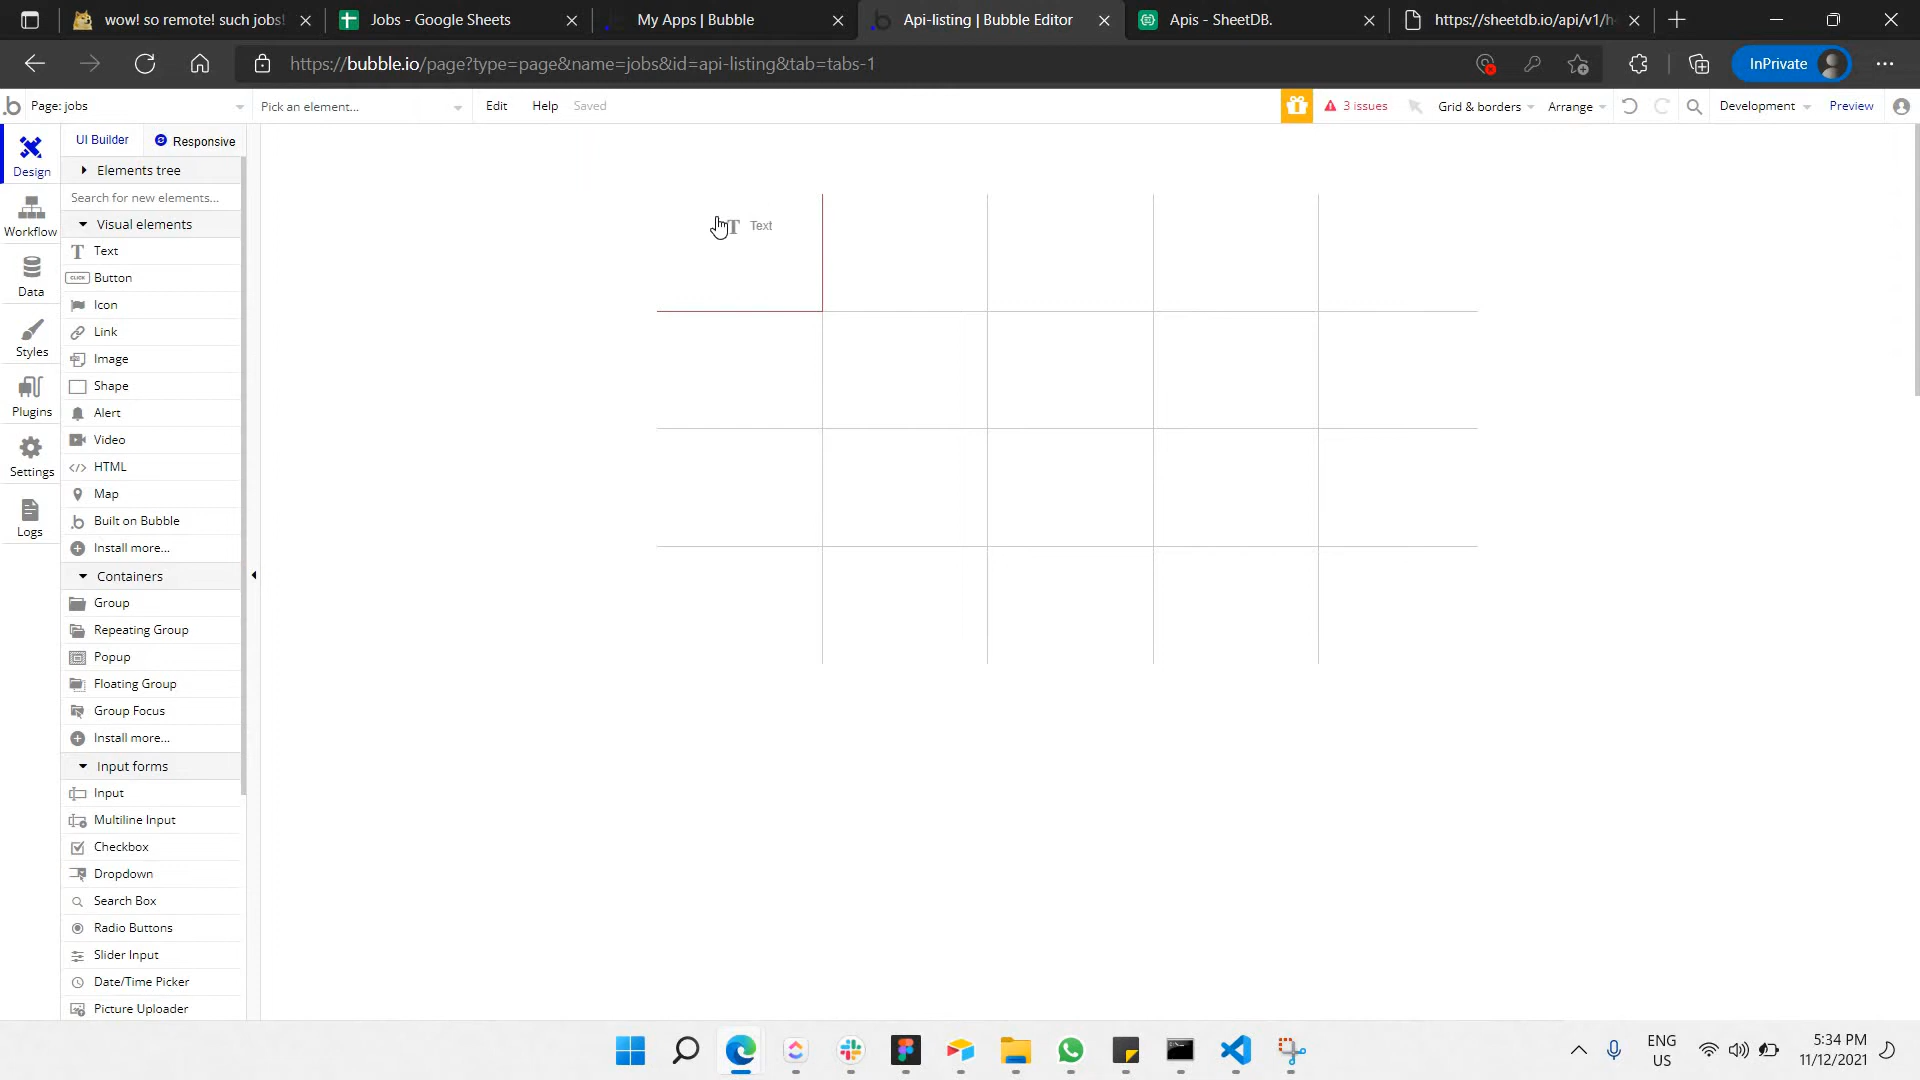 wow! so remote! such jobs!
Jobs - Google Sheets
My Apps | Bubble
Api-listing | Bubble Editor
Apis - SheetDB.
https://sheetdb.io/api/v1/h
https://bubble.io/page?type=page&name=jobs&id=api-listing&tab=tabs-1
InPrivate
Page: jobs
Pick an element...
Edit
Help
Saved
3 issues
Grid & borders
Arrange
Development
Preview
Design
Workflow
Data
Styles
Plugins
Settings
Logs
UI Builder
Responsive
Elements tree
Search for new elements...
Visual elements
Text
Button
CLICK
Icon
Link
Image
Shape
Alert
Video
HTML
Map
Built on Bubble
Install more...
Containers
Group
Repeating Group
Popup
Floating Group
Group Focus
Install more...
Input forms
Input
Multiline Input
Checkbox
Dropdown
Search Box
Radio Buttons
Slider Input
Date/Time Picker
Picture Uploader
Text
ENG
US
5:34 PM
11/12/2021